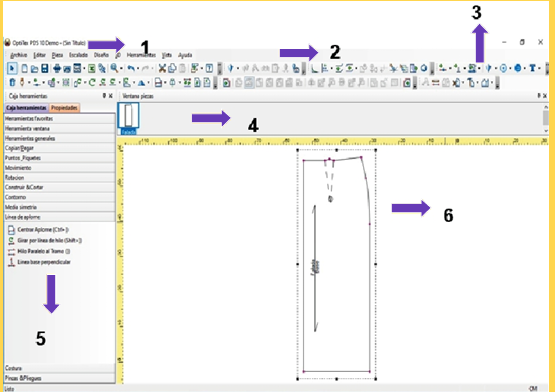 3
OptiTex PDS 10 Demo - (Sin Titulo)
1
Archivo Editar Pieza Escalado Diseño Herramientas Vista Ayuda
2
Caja herramientas
Ventana piezas
Caja herramientas Propiedades
Herramientas favoritas
Herramienta ventana
Herramientas generales
Copiar/Pegar
Puntos_Piquetes
Movimiento
Rotacion
Construir &Cortar
Contorno
Media simetria
Linea de aplomo
4
Centrar Aplomo (Ctrl+))
Girar por linea de hilo (Shift+))
Hilo Paralelo al Tramo ())
Linea base perpendicular
6
5
Costura
Pinzas &Pliegues
Listo
CM